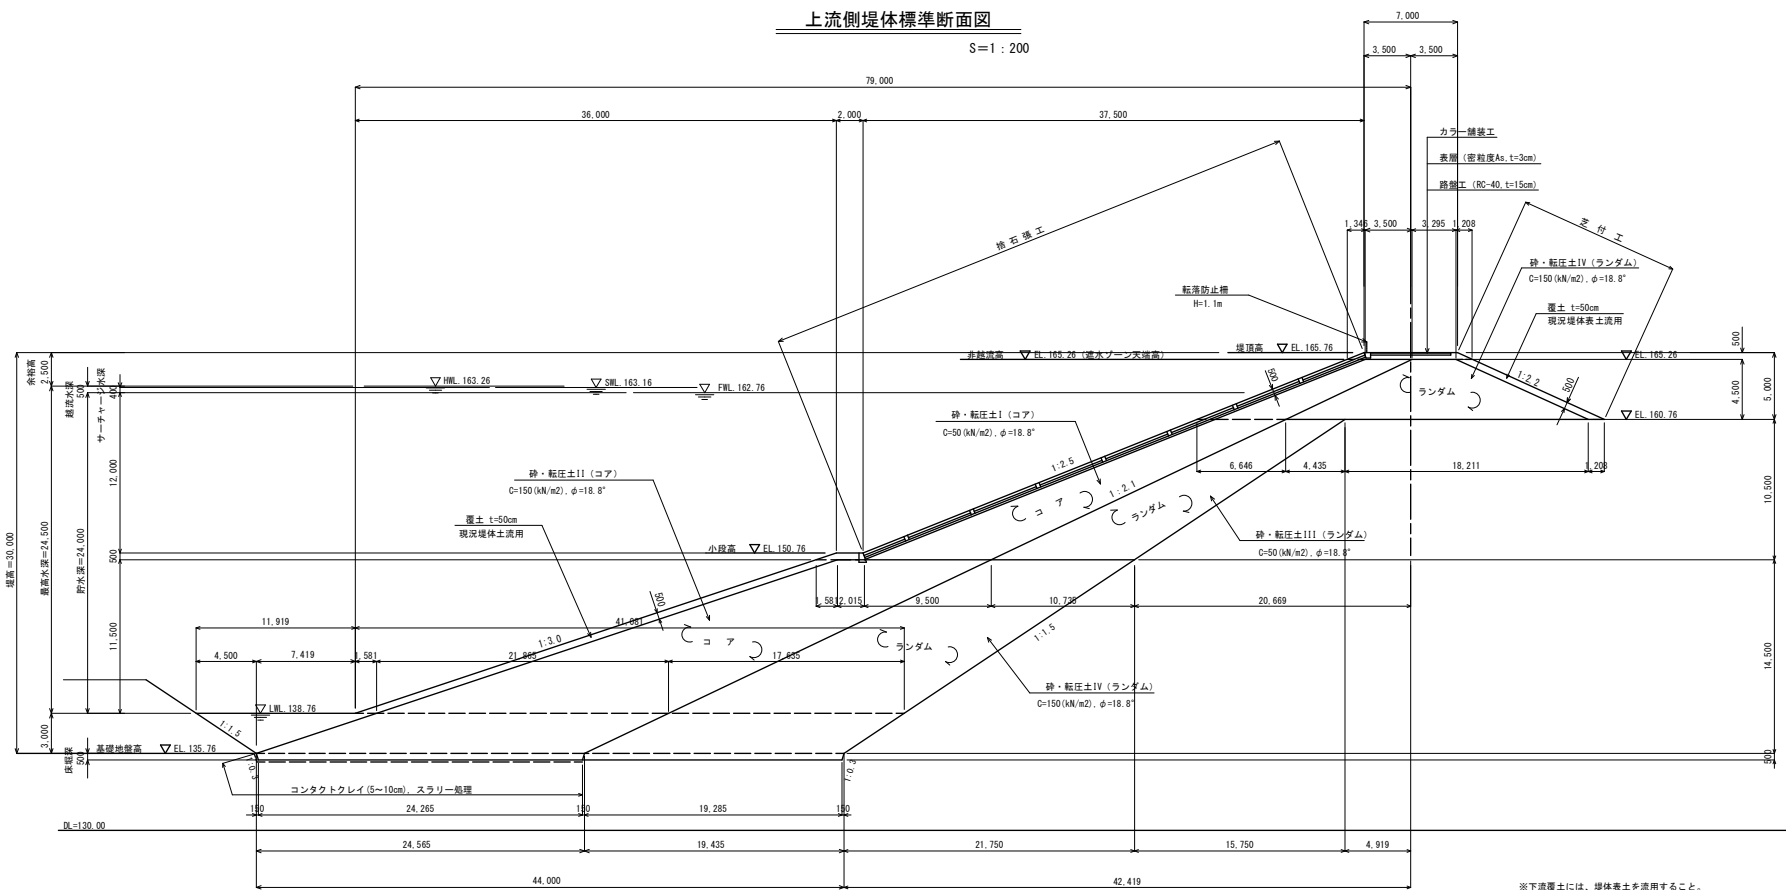 上流側堤体標準断面図
S=1：200
7,000
3,500
3,500
79,000
36,000
2,000
37,500
カラー舗装工
表層 (密粒度As,t=3cm)
路盤工 (RC-40,t=15cm)
捨石張工
芝付工
1,346
3,500
3,295
1,208
砕・転圧土IV (ランダム)
C=150(kN/m2), φ=18.8°
転落防止柵
H=1.1m
覆土 t=50cm
現況堤体表土流用
堤頂高
EL.165.76
非越流高
EL.165.26 (遮水ゾーン天端高)
EL.165.26
500
余裕高
2,500
HWL.163.26
SWL.163.16
FWL.162.76
越流水深
500
サーチャージ水深
400
500
ランダム
1:2.2
500
4,500
5,000
EL.160.76
砕・転圧土I (コア)
C=50(kN/m2), φ=18.8°
1:2.5
6,646
4,435
18,211
1,208
砕・転圧土II (コア)
C=150(kN/m2), φ=18.8°
12,000
1:2.1
コア
ランダム
10,500
覆土 t=50cm
現況堤体土流用
砕・転圧土III (ランダム)
C=50(kN/m2), φ=18.8°
小段高
EL.150.76
500
堤高=30,000
最高水深=24,500
貯水深=24,000
11,500
1,581
2,015
9,500
10,735
20,669
500
11,919
41,081
1:3.0
コア
ランダム
1:1.5
4,500
7,419
1,581
21,865
17,635
14,500
砕・転圧土IV (ランダム)
C=150(kN/m2), φ=18.8°
LWL.138.76
1:1.5
3,000
基礎地盤高
EL.135.76
床堀深
500
1:0.3
1:0.3
500
コンタクトクレイ(5〜10cm), スラリー処理
150
24,265
150
19,285
150
DL=130.00
24,565
19,435
21,750
15,750
4,919
44,000
42,419
※下流覆土には、堤体表土を流用すること。